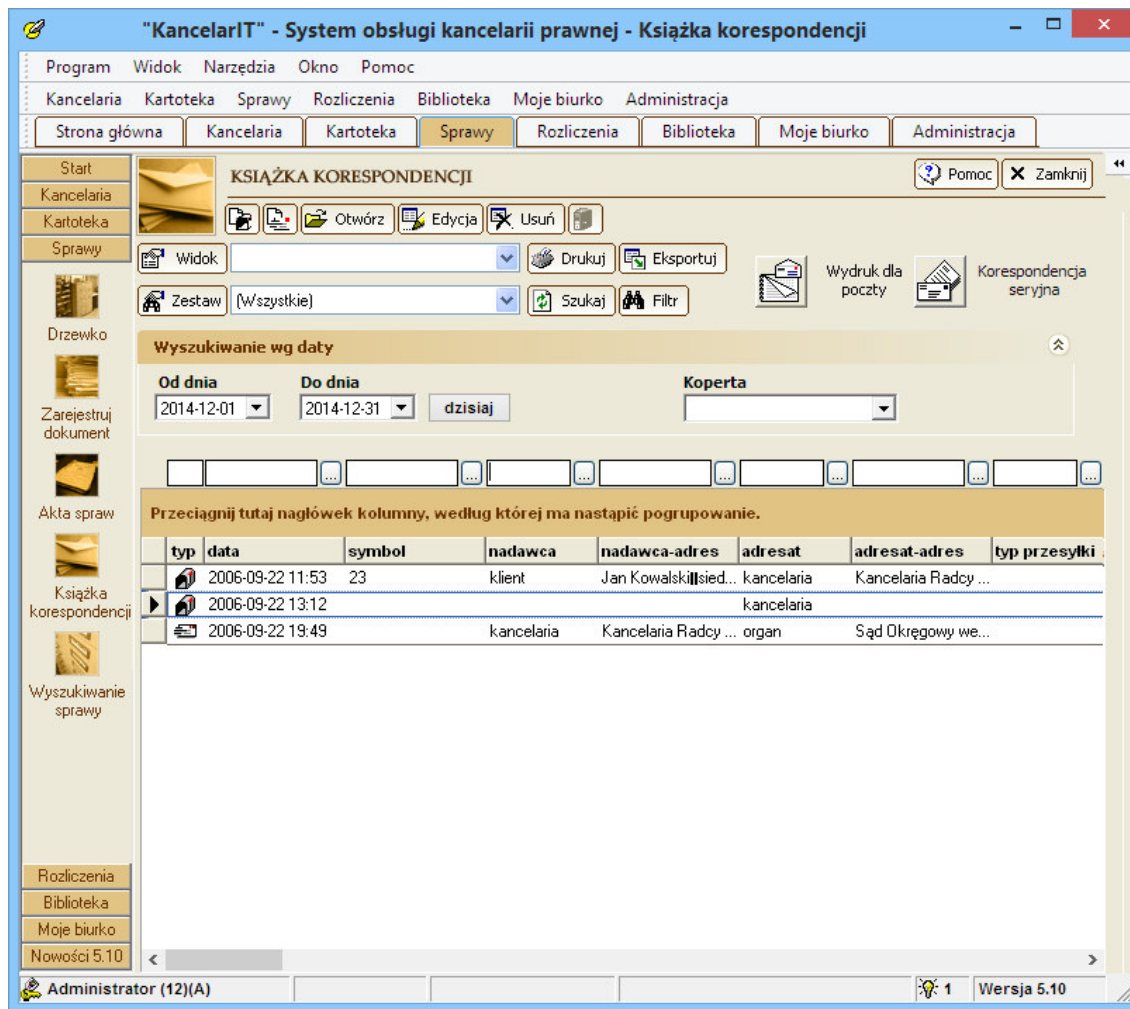 "KancelarIT" - System obsługi kancelarii prawnej - Książka korespondencji
Program Widok Narzędzia Okno Pomoc
Kancelaria Kartoteka Sprawy Rozliczenia Biblioteka Moje biurko Administracja
Strona główna Kancelaria Kartoteka Sprawy Rozliczenia Biblioteka Moje biurko Administracja
Start
Kancelaria
Kartoteka
Sprawy
Drzewko
Zarejestruj
dokument
Akta spraw
Książka
korespondencji
Wyszukiwanie
sprawy
Rozliczenia
Biblioteka
Moje biurko
Nowości 5.10
KSIĄŻKA KORESPONDENCJI
Pomoc Zamknij
Otwórz Edycja Usuń
Widok Drukuj Eksportuj
Zestaw (Wszystkie) Szukaj Filtr
Wydruk dla
poczty
Korespondencja
seryjna
Wyszukiwanie wg daty
Od dnia Do dnia Koperta
2014-12-01 2014-12-31 dzisiaj
... ... ... ... ... ... ...
Przeciągnij tutaj nagłówek kolumny, według której ma nastąpić pogrupowanie.
typ data symbol nadawca nadawca-adres adresat adresat-adres typ przesyłki
2006-09-22 11:53 23 klient Jan Kowalski||sied... kancelaria Kancelaria Radcy ...
2006-09-22 13:12 kancelaria
2006-09-22 19:49 kancelaria Kancelaria Radcy ... organ Sąd Okręgowy we...
Administrator (12)(A) 1 Wersja 5.10